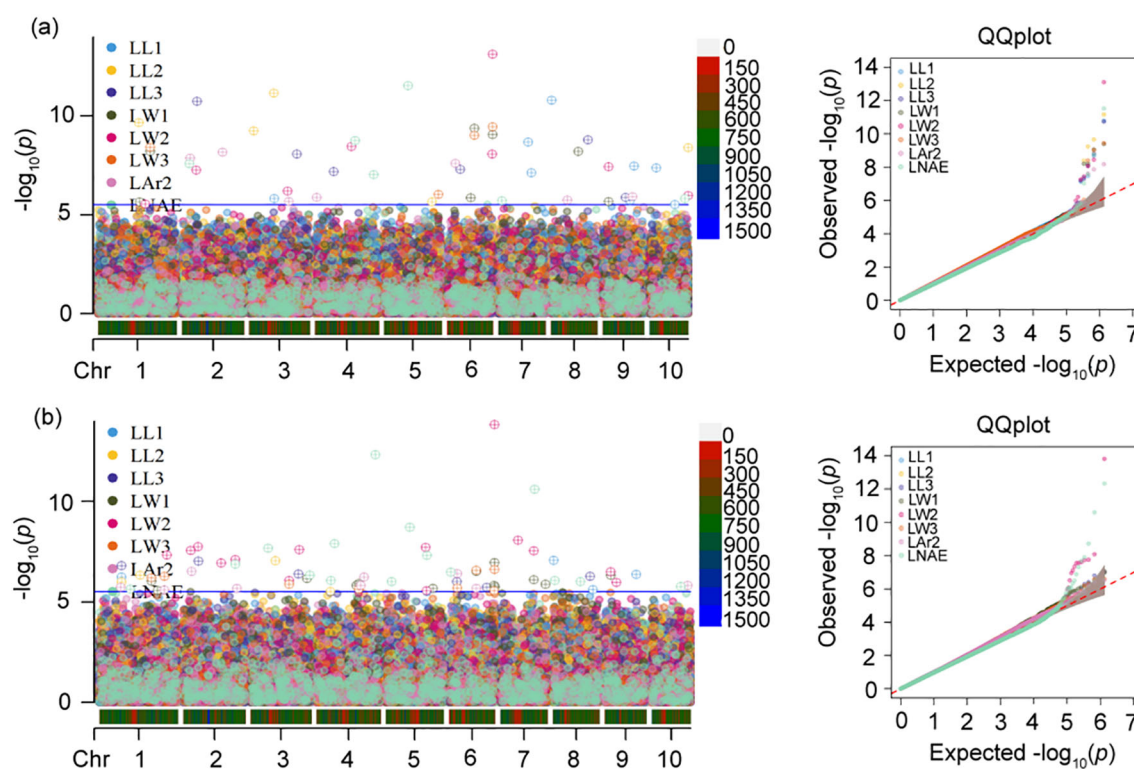 (a)
LL1
LL2
LL3
LW1
LW2
LW3
LAr2
LNAE
-log10(p)
10
5
0
0
150
300
450
600
750
900
1050
1200
1350
1500
Chr 1 2 3 4 5 6 7 8 9 10
QQplot
LL1
LL2
LL3
LW1
LW2
LW3
LAr2
LNAE
Observed -log10(p)
14
12
10
8
6
4
2
0
0 1 2 3 4 5 6 7
Expected -log10(p)
(b)
LL1
LL2
LL3
LW1
LW2
LW3
LAr2
LNAE
-log10(p)
10
5
0
0
150
300
450
600
750
900
1050
1200
1350
1500
Chr 1 2 3 4 5 6 7 8 9 10
QQplot
LL1
LL2
LL3
LW1
LW2
LW3
LAr2
LNAE
Observed -log10(p)
14
12
10
8
6
4
2
0
0 1 2 3 4 5 6 7
Expected -log10(p)